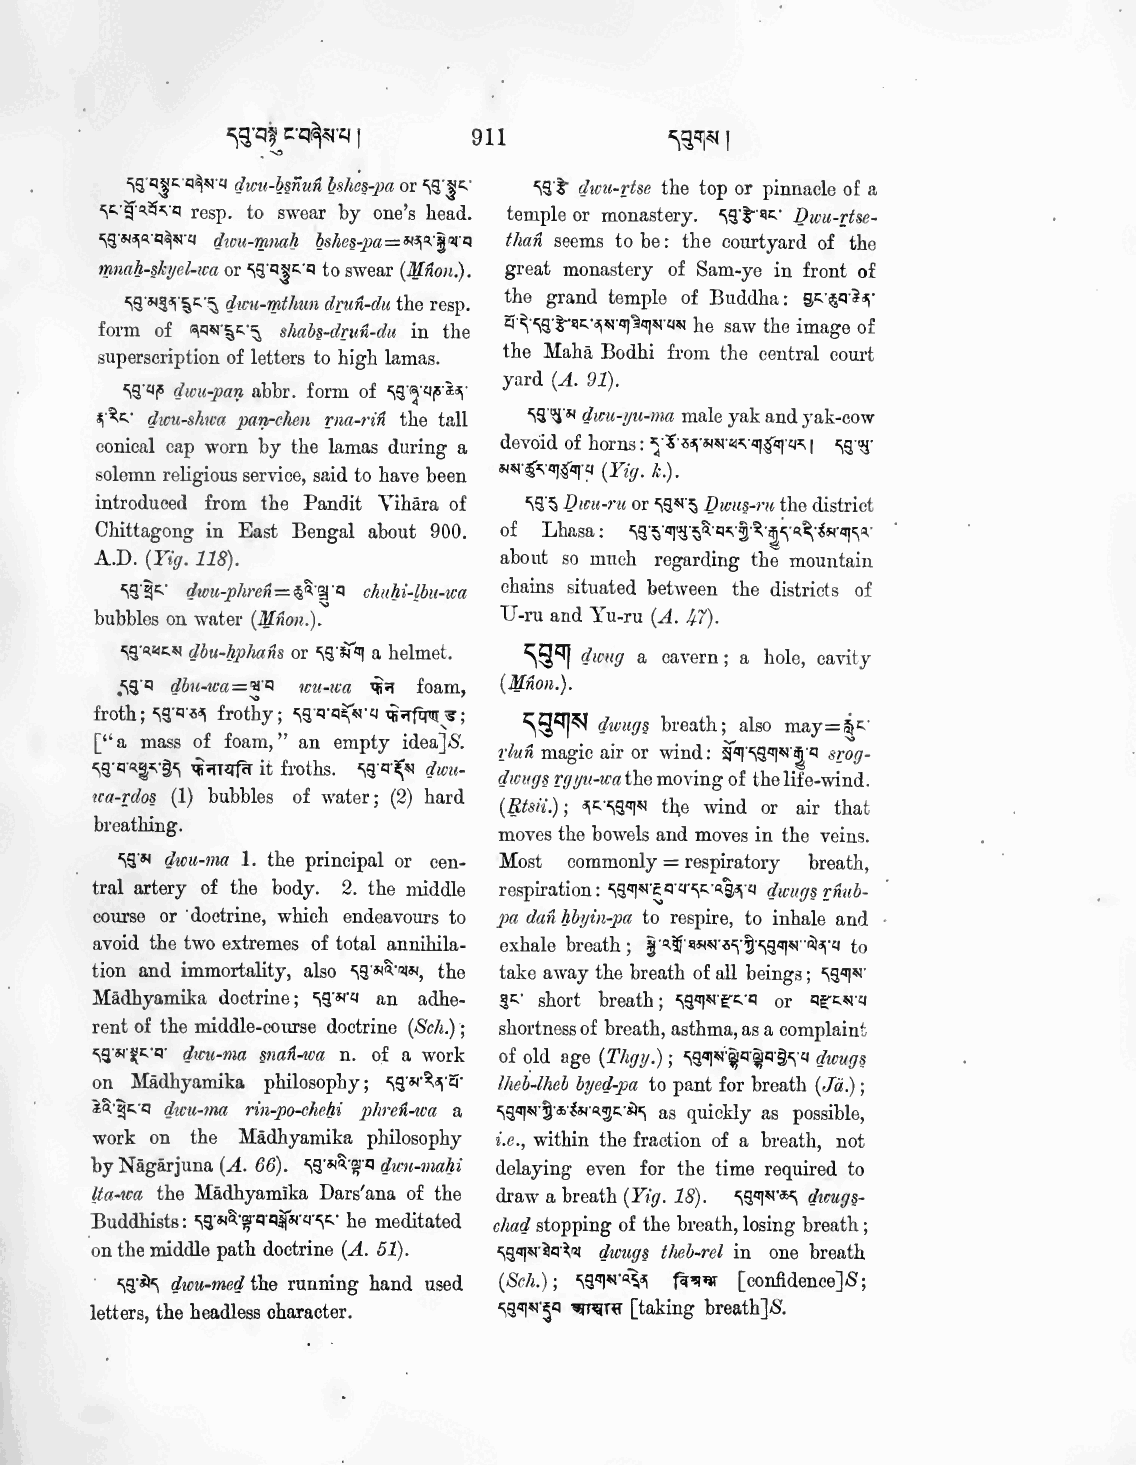 དབུ་བསྙུང་བཞེས་པ།
911
དབུགས།
དབུ་བསྙུང་བཞེས་པ dwu-bsñuṅ bshes-pa or དབུ་སྙུང་
དང་པོ་འབོར་བ resp. to swear by one's head.
དབུ་མནའ་བཞེས་པ dwu-mnaḥ bshes-pa=མནའ་སྐྱེལ་བ
mnaḥ-skyel-wa or དབུ་བསྙུང་བ to swear (Mñon.).
དབུ་མཐུན་དྲུང་དུ dwu-mthun druṅ-du the resp.
form of ཞབས་དྲུང་དུ shabs-druṅ-du in the
superscription of letters to high lamas.
དབུ་པཎ dwu-paṇ abbr. form of དབུ་ཞྭ་པཎ་ཆེན་
རྣ་རིང་ dwu-shwa paṇ-chen rna-riṅ the tall
conical cap worn by the lamas during a
solemn religious service, said to have been
introduced from the Pandit Vihāra of
Chittagong in East Bengal about 900.
A.D. (Yig. 118).
དབུ་ཕྲེང་ dwu-phreṅ=ཆུའི་ལྦུ་བ chuḥi-lbu-wa
bubbles on water (Mñon.).
དབུ་འཕངས dbu-ḥphaṅs or དབུ་རྨོག a helmet.
དབུ་བ dbu-wa=ལྦུ་བ wu-wa फेन foam,
froth; དབུ་བ་ཅན frothy; དབུ་བ་བརྡོས་པ फेनपिण्ड;
["a mass of foam," an empty idea]S.
དབུ་བ་འཕྱུར་བྱེད फेनायति it froths. དབུ་བ་རྡོས dwu-
wa-rdos (1) bubbles of water; (2) hard
breathing.
དབུ་མ dwu-ma 1. the principal or cen-
tral artery of the body. 2. the middle
course or doctrine, which endeavours to
avoid the two extremes of total annihila-
tion and immortality, also དབུ་མའི་ལམ, the
Mādhyamika doctrine; དབུ་མ་པ an adhe-
rent of the middle-course doctrine (Sch.);
དབུ་མ་སྣང་བ་ dwu-ma snaṅ-wa n. of a work
on Mādhyamika philosophy; དབུ་མ་རིན་པོ་
ཆེའི་ཕྲེང་བ dwu-ma rin-po-cheḥi phreṅ-wa a
work on the Mādhyamika philosophy
by Nāgārjuna (A. 66). དབུ་མའི་ལྟ་བ dwu-maḥi
lta-wa the Mādhyamika Dars'ana of the
Buddhists: དབུ་མའི་ལྟ་བ་བསྒོམ་པ་དང་ he meditated
on the middle path doctrine (A. 51).
དབུ་མེད dwu-med the running hand used
letters, the headless character.
དབུ་རྩེ dwu-rtse the top or pinnacle of a
temple or monastery. དབུ་རྩེ་ཐང་ Dwu-rtse-
thaṅ seems to be: the courtyard of the
great monastery of Sam-ye in front of
the grand temple of Buddha: བྱང་ཆུབ་ཆེན་
པོ་ནི་དབུ་རྩེ་ཐང་ནས་གཟིགས་པས he saw the image of
the Mahā Bodhi from the central court
yard (A. 91).
དབུ་ཡུ་མ dwu-yu-ma male yak and yak-cow
devoid of horns: དབུ་ཡུ་
(Yig. k.).
དབུ་རུ Dwu-ru or དབུས་རུ Dwus-ru the district
of Lhasa: དབུ་རུ་གཡུ་རུའི་བར་གྱི་རི་རྒྱུད་འདི་ཙམ་གདའ་
about so much regarding the mountain
chains situated between the districts of
U-ru and Yu-ru (A. 47).
དབུག dwug a cavern; a hole, cavity
(Mñon.).
དབུགས dwugs breath; also may=རླུང་
rluṅ magic air or wind: སྲོག་དབུགས་རྒྱུ་བ srog-
dwugs rgyu-wa the moving of the life-wind.
(Rtsii.); ནང་དབུགས the wind or air that
moves the bowels and moves in the veins.
Most commonly = respiratory breath,
respiration: དབུགས་རྔུབ་པ་དང་འབྱིན་པ dwugs rñub-
pa daṅ ḥbyin-pa to respire, to inhale and
exhale breath; སྐྱེ་འགྲོ་ཐམས་ཅད་ཀྱི་དབུགས་ལེན་པ to
take away the breath of all beings; དབུགས་
ཐུང་ short breath; དབུགས་རྫང་བ or བརྫངས་པ
shortness of breath, asthma, as a complaint
of old age (Thgy.); དབུགས་ལྷེབ་ལྷེབ་བྱེད་པ dwugs
lheb-lheb byed-pa to pant for breath (Jä.);
དབུགས་ཀྱི་ཆ་ཙམ་འགྱང་མེད as quickly as possible,
i.e., within the fraction of a breath, not
delaying even for the time required to
draw a breath (Yig. 18). དབུགས་ཆད dwugs-
chad stopping of the breath, losing breath;
དབུགས་ཐེབ་རེལ dwugs theb-rel in one breath
(Sch.); དབུགས་འདེན [confidence]S;
དབུགས་རྔུབ आश्वास [taking breath]S.